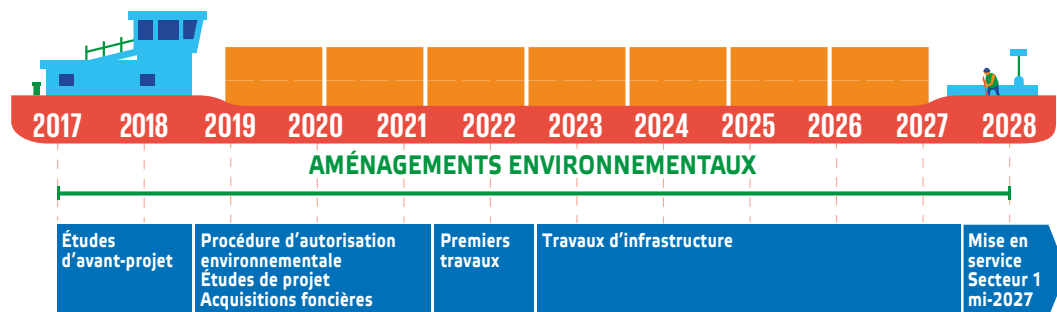 2017 2018 2019 2020 2021 2022 2023 2024 2025 2026 2027 2028
AMÉNAGEMENTS ENVIRONNEMENTAUX
Études
d'avant-projet
Procédure d'autorisation
environnementale
Études de projet
Acquisitions foncières
Premiers
travaux
Travaux d'infrastructure
Mise en
service
Secteur 1
mi-2027